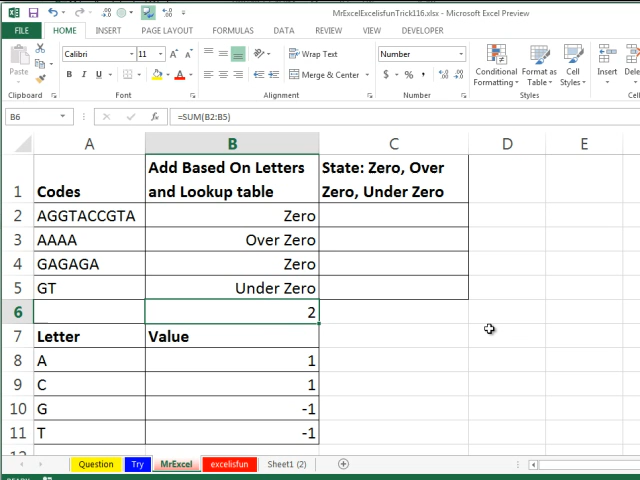 MrExcelExcelisfunTrick116.xlsx - Microsoft Excel Preview
FILE HOME INSERT PAGE LAYOUT FORMULAS DATA REVIEW VIEW DEVELOPER
Calibri 11 Wrap Text Number
Paste B I U Merge & Center $ % , Conditional Formatting Format as Table Cell Styles Insert
Clipboard Font Alignment Number Styles
B6 fx =SUM(B2:B5)
A B C D E
Add Based On Letters State: Zero, Over
1 Codes and Lookup table Zero, Under Zero
2 AGGTACCGTA Zero
3 AAAA Over Zero
4 GAGAGA Zero
5 GT Under Zero
6 2
7 Letter Value
8 A 1
9 C 1
10 G -1
11 T -1
Question Try MrExcel excelisfun Sheet1 (2)